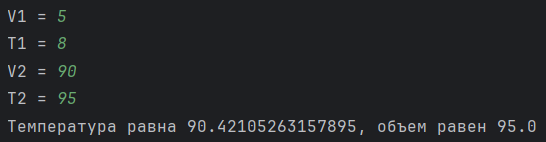 V1 = 5
T1 = 8
V2 = 90
T2 = 95
Температура равна 90.42105263157895, объем равен 95.0